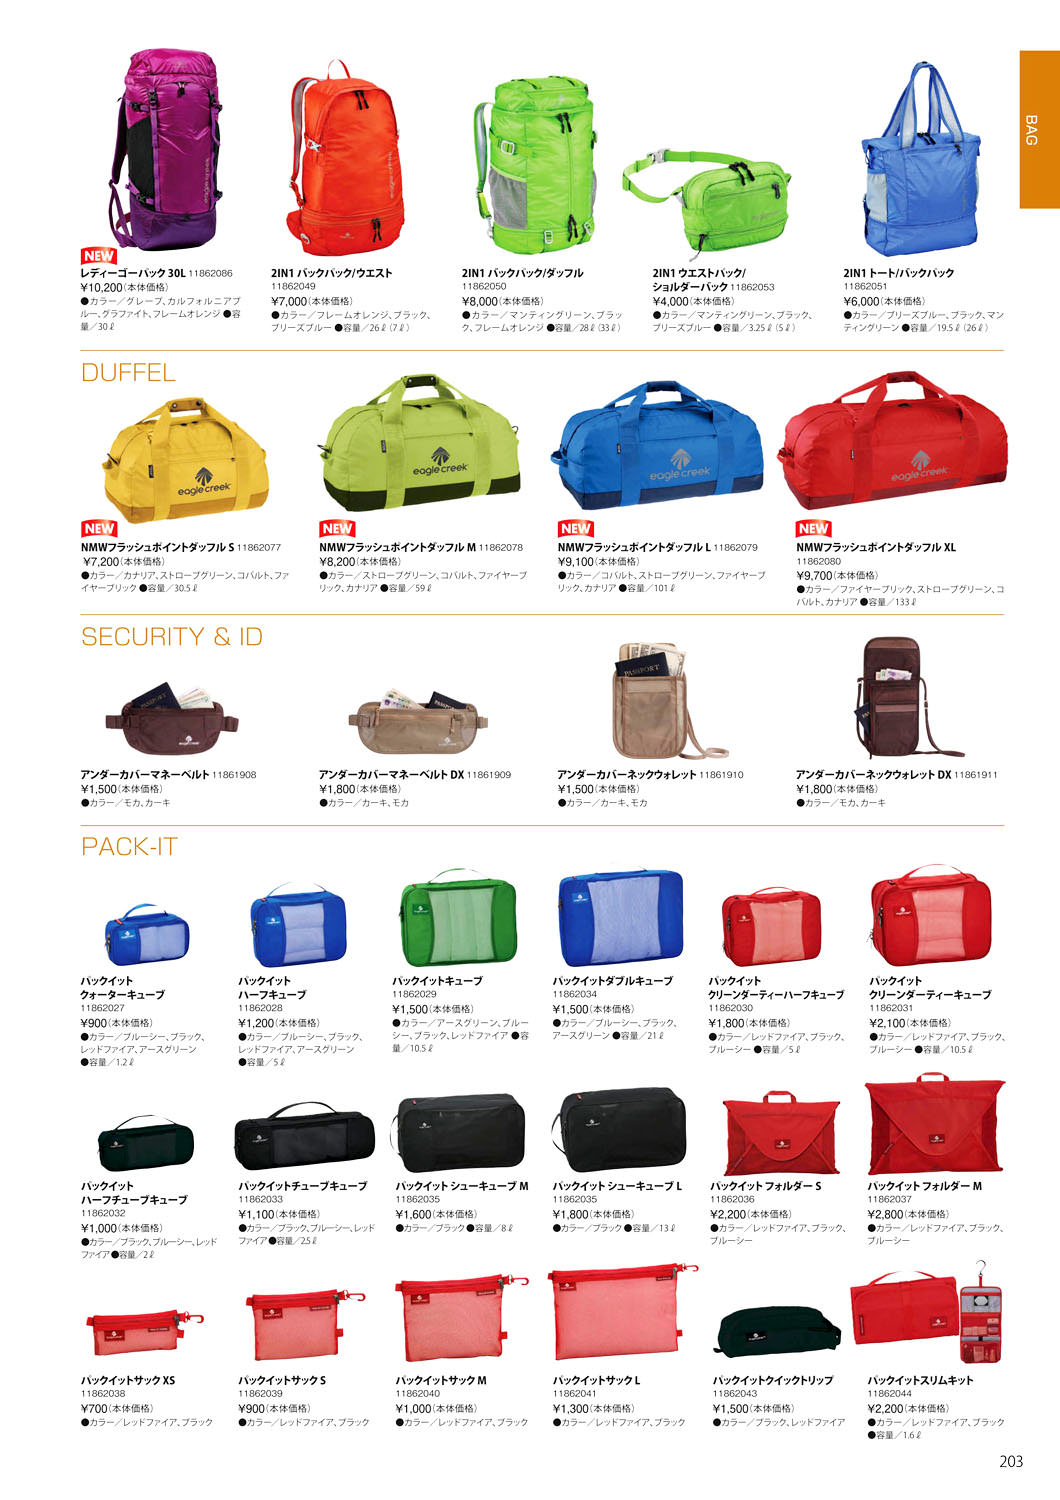 BAG
NEW
レディーゴーパック 30L 11862086
¥10,200(本体価格)
●カラー／グレープ、カルフォルニアブ
ルー、グラファイト、フレームオレンジ ●容
量／30ℓ
2IN1 バックパック/ウエスト
11862049
¥7,000(本体価格)
●カラー／フレームオレンジ、ブラック、
ブリーズブルー ●容量／26ℓ(7ℓ)
2IN1 バックパック/ダッフル
11862050
¥8,000(本体価格)
●カラー／マンティングリーン、ブラッ
ク、フレームオレンジ ●容量／28ℓ(33ℓ)
2IN1 ウエストパック/
ショルダーバック 11862053
¥4,000(本体価格)
●カラー／マンティングリーン、ブラック、
ブリーズブルー ●容量／3.25ℓ(5ℓ)
2IN1 トート/バックパック
11862051
¥6,000(本体価格)
●カラー／ブリーズブルー、ブラック、マン
ティングリーン ●容量／19.5ℓ(26ℓ)
DUFFEL
eagle creek
eagle creek
eagle creek
eagle creek
NEW
NMWフラッシュポイントダッフル S 11862077
¥7,200(本体価格)
●カラー／カナリア、ストローブグリーン、コバルト、ファ
イヤーブリック ●容量／30.5ℓ
NEW
NMWフラッシュポイントダッフル M 11862078
¥8,200(本体価格)
●カラー／ストローブグリーン、コバルト、ファイヤーブ
リック、カナリア ●容量／59ℓ
NEW
NMWフラッシュポイントダッフル L 11862079
¥9,100(本体価格)
●カラー／コバルト、ストローブグリーン、ファイヤーブ
リック、カナリア ●容量／101ℓ
NEW
NMWフラッシュポイントダッフル XL
11862080
¥9,700(本体価格)
●カラー／ファイヤーブリック、ストローブグリーン、コ
バルト、カナリア ●容量／133ℓ
SECURITY & ID
PASSPORT
PASSPORT
アンダーカバーマネーベルト 11861908
¥1,500(本体価格)
●カラー／モカ、カーキ
アンダーカバーマネーベルト DX 11861909
¥1,800(本体価格)
●カラー／カーキ、モカ
アンダーカバーネックウォレット 11861910
¥1,500(本体価格)
●カラー／カーキ、モカ
アンダーカバーネックウォレット DX 11861911
¥1,800(本体価格)
●カラー／モカ、カーキ
PACK-IT
パックイット
クォーターキューブ
11862027
¥900(本体価格)
●カラー／ブルーシー、ブラック、
レッドファイア、アースグリーン
●容量／1.2ℓ
パックイット
ハーフキューブ
11862028
¥1,200(本体価格)
●カラー／ブルーシー、ブラック、
レッドファイア、アースグリーン
●容量／5ℓ
パックイットキューブ
11862029
¥1,500(本体価格)
●カラー／アースグリーン、ブルー
シー、ブラック、レッドファイア ●容
量／10.5ℓ
パックイットダブルキューブ
11862034
¥1,500(本体価格)
●カラー／ブルーシー、ブラック、
アースグリーン ●容量／21ℓ
パックイット
クリーンダーティーハーフキューブ
11862030
¥1,800(本体価格)
●カラー／レッドファイア、ブラック、
ブルーシー ●容量／5ℓ
パックイット
クリーンダーティーキューブ
11862031
¥2,100(本体価格)
●カラー／レッドファイア、ブラック、
ブルーシー ●容量／10.5ℓ
パックイット
ハーフチューブキューブ
11862032
¥1,000(本体価格)
●カラー／ブラック、ブルーシー、レッド
ファイア●容量／2ℓ
パックイットチューブキューブ
11862033
¥1,100(本体価格)
●カラー／ブラック、ブルーシー、レッド
ファイア●容量／2.5ℓ
パックイット シューキューブ M
11862035
¥1,600(本体価格)
●カラー／ブラック ●容量／8ℓ
パックイット シューキューブ L
11862035
¥1,800(本体価格)
●カラー／ブラック ●容量／13ℓ
パックイット フォルダー S
11862036
¥2,200(本体価格)
●カラー／レッドファイア、ブラック、
ブルーシー
パックイット フォルダー M
11862037
¥2,800(本体価格)
●カラー／レッドファイア、ブラック、
ブルーシー
パックイットサック XS
11862038
¥700(本体価格)
●カラー／レッドファイア、ブラック
パックイットサック S
11862039
¥900(本体価格)
●カラー／レッドファイア、ブラック
パックイットサック M
11862040
¥1,000(本体価格)
●カラー／レッドファイア、ブラック
パックイットサック L
11862041
¥1,300(本体価格)
●カラー／レッドファイア、ブラック
パックイットクイックトリップ
11862043
¥1,500(本体価格)
●カラー／ブラック、レッドファイア
パックイットスリムキット
11862044
¥2,200(本体価格)
●カラー／レッドファイア、ブラック
●容量／1.6ℓ
203